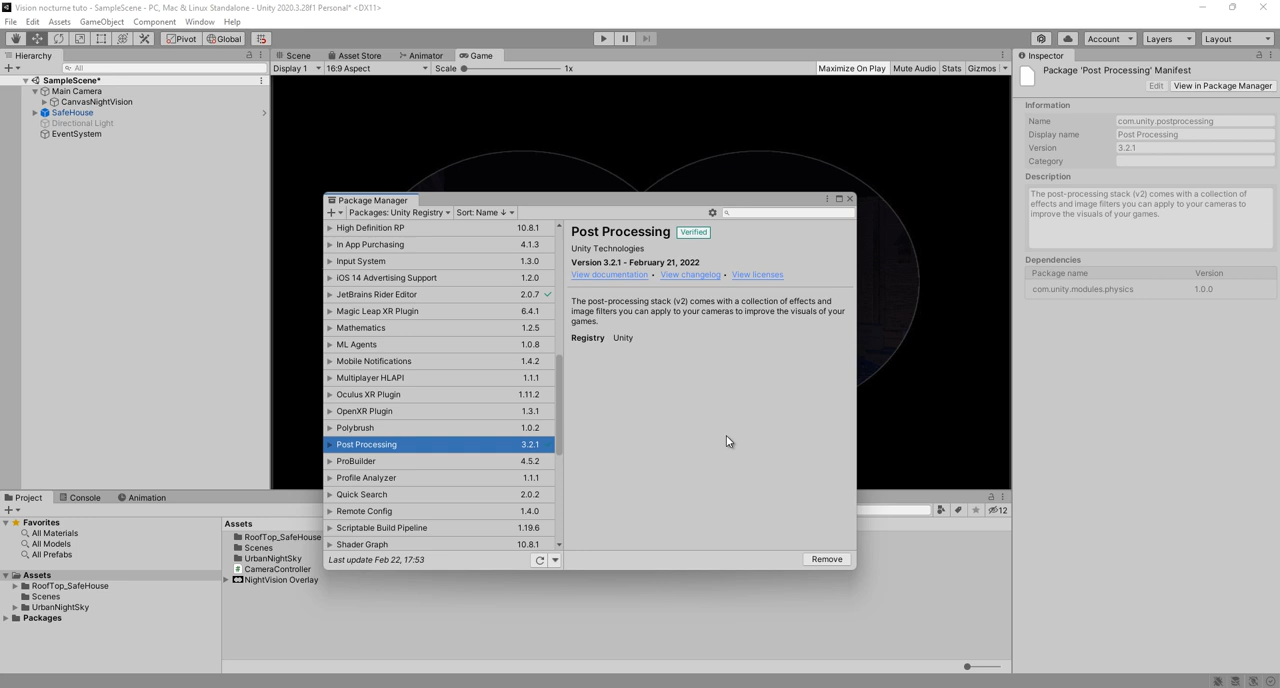 Vision nocturne tuto - SampleScene - PC, Mac & Linux Standalone - Unity 2020.3.28f1 Personal* <DX11>
File Edit Assets GameObject Component Window Help
Pivot Global Account Layers Layout
Hierarchy Scene Asset Store Animator Game Inspector
All Display 1 16:9 Aspect Scale 1x Maximize On Play Mute Audio Stats Gizmos
Package 'Post Processing' Manifest
Edit View in Package Manager
SampleScene*
Main Camera
CanvasNightVision
SafeHouse
Directional Light
EventSystem
Information
Name com.unity.postprocessing
Display name Post Processing
Version 3.2.1
Category
Description
The post-processing stack (v2) comes with a collection of
effects and image filters you can apply to your cameras to
improve the visuals of your games.
Dependencies
Package name Version
com.unity.modules.physics 1.0.0
Package Manager
Packages: Unity Registry Sort: Name ↓
High Definition RP 10.8.1
In App Purchasing 4.1.3
Input System 1.3.0
iOS 14 Advertising Support 1.2.0
JetBrains Rider Editor 2.0.7
Magic Leap XR Plugin 6.4.1
Mathematics 1.2.5
ML Agents 1.0.8
Mobile Notifications 1.4.2
Multiplayer HLAPI 1.1.1
Oculus XR Plugin 1.11.2
OpenXR Plugin 1.3.1
Polybrush 1.0.2
Post Processing 3.2.1
ProBuilder 4.5.2
Profile Analyzer 1.1.1
Quick Search 2.0.2
Remote Config 1.4.0
Scriptable Build Pipeline 1.19.6
Shader Graph 10.8.1
Last update Feb 22, 17:53
Post Processing Verified
Unity Technologies
Version 3.2.1 - February 21, 2022
View documentation • View changelog • View licenses
The post-processing stack (v2) comes with a collection of effects and
image filters you can apply to your cameras to improve the visuals of your
games.
Registry Unity
Remove
Project Console Animation
12
Favorites
All Materials
All Models
All Prefabs
Assets
RoofTop_SafeHouse
Scenes
UrbanNightSky
Packages
Assets
RoofTop_SafeHouse
Scenes
UrbanNightSky
CameraController
NightVision Overlay